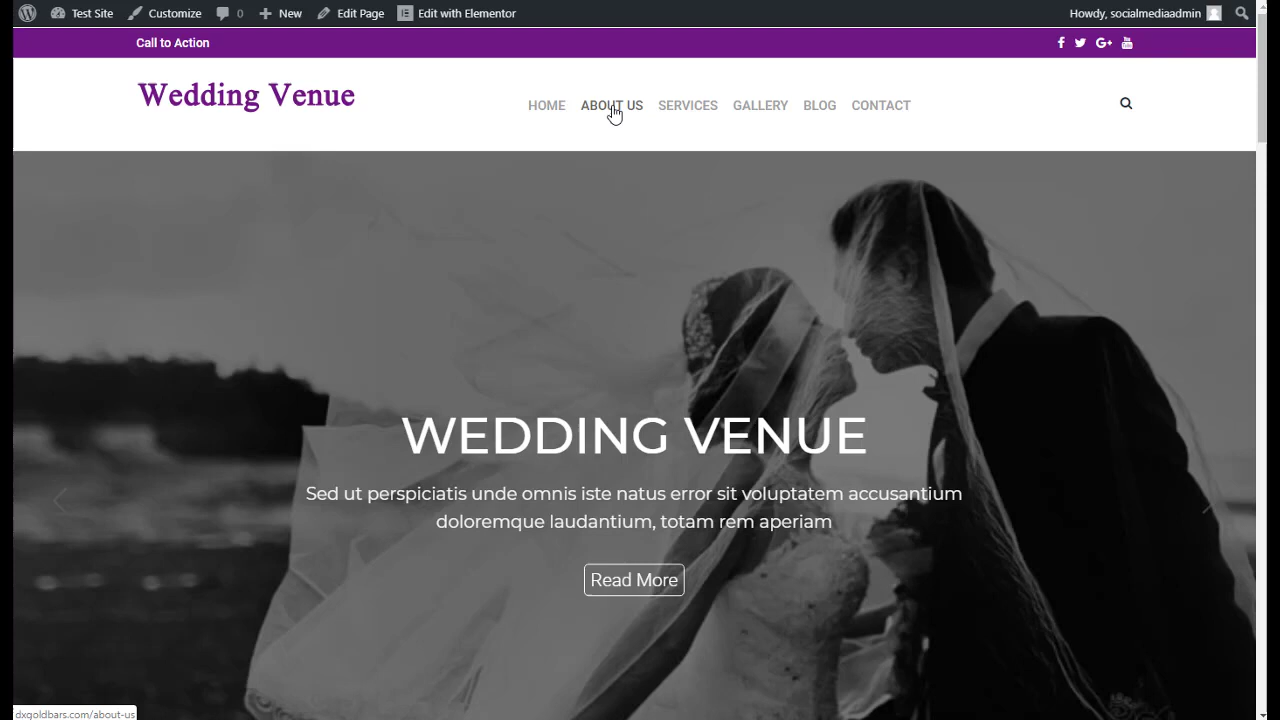 Test Site Customize 0 New Edit Page Edit with Elementor Howdy, socialmediaadmin
Call to Action
Wedding Venue
HOME ABOUT US SERVICES GALLERY BLOG CONTACT
WEDDING VENUE
Sed ut perspiciatis unde omnis iste natus error sit voluptatem accusantium
doloremque laudantium, totam rem aperiam
Read More
dxgoldbars.com/about-us